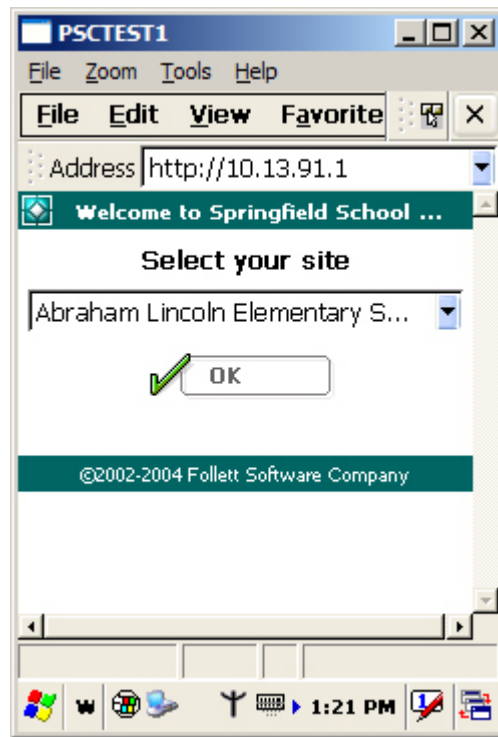 PSCTEST1
File Zoom Tools Help
File Edit View Favorite
Address http://10.13.91.1
Welcome to Springfield School ...
Select your site
Abraham Lincoln Elementary S...
OK
©2002-2004 Follett Software Company
w 1:21 PM 1